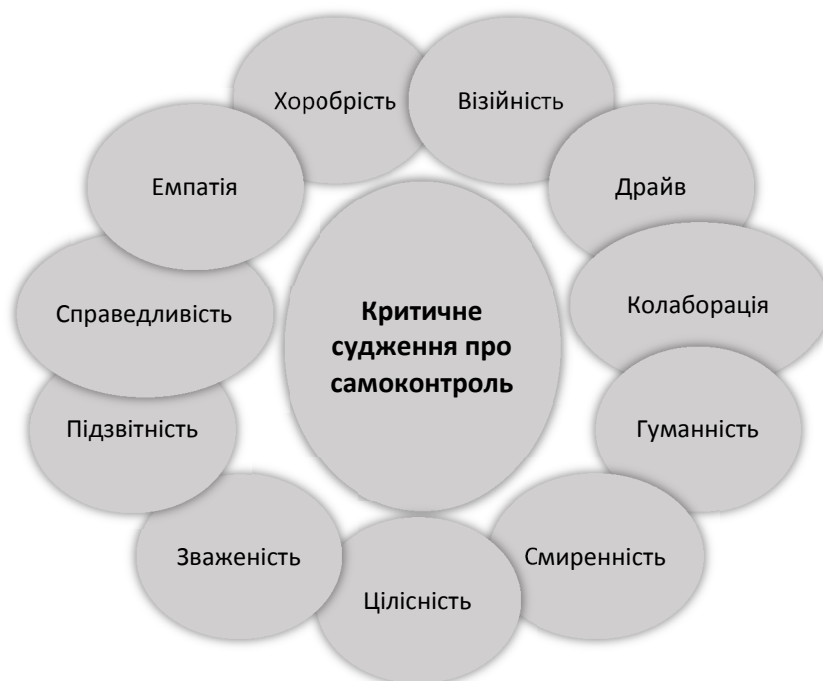 Хоробрість
Візійність
Емпатія
Драйв
Справедливість
Критичне
судження про
самоконтроль
Колаборація
Підзвітність
Гуманність
Зваженість
Смиренність
Цілісність